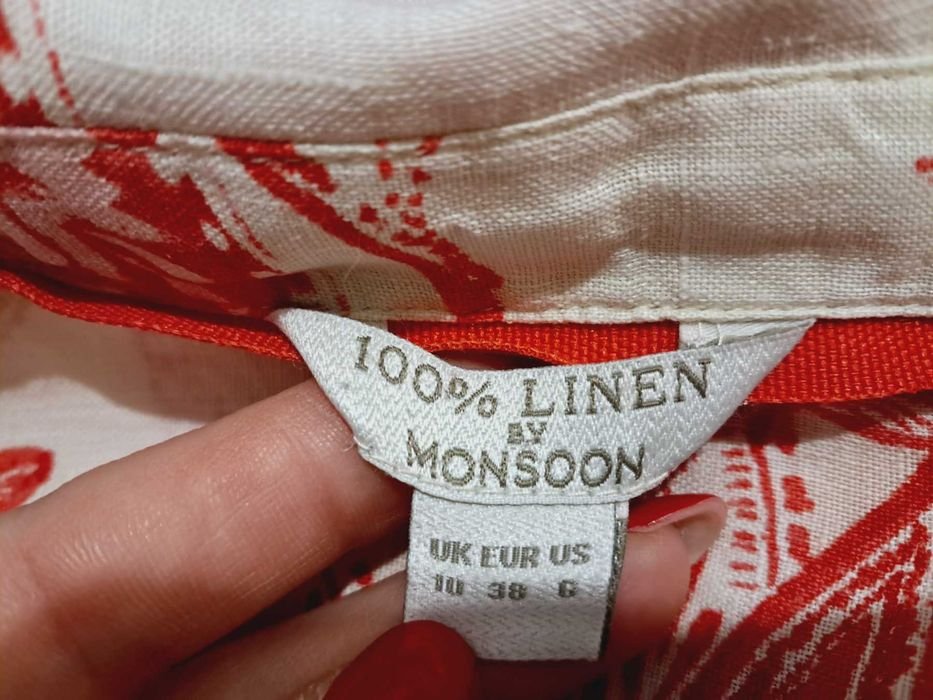 100% LINEN
BY
MONSOON
UK EUR US
10 38 6